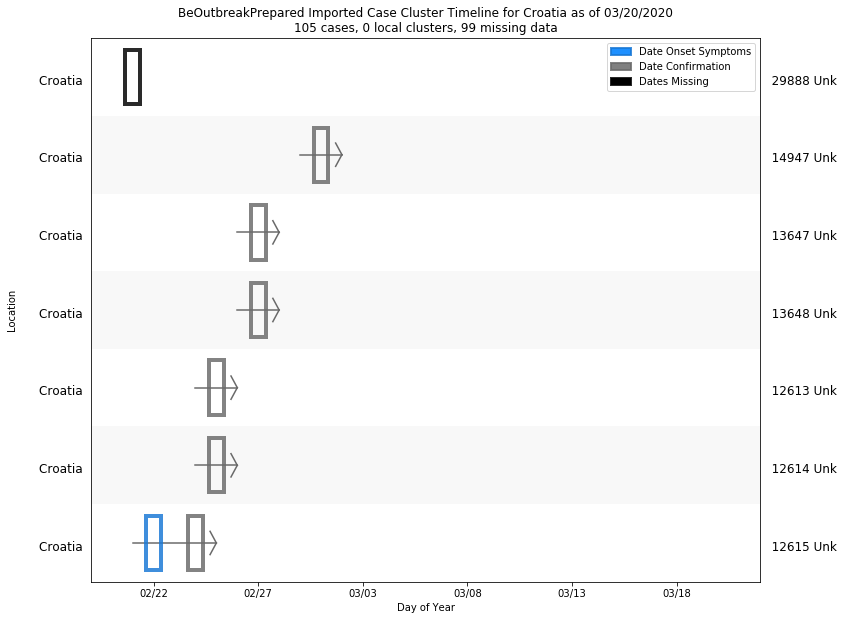 BeOutbreakPrepared Imported Case Cluster Timeline for Croatia as of 03/20/2020
105 cases, 0 local clusters, 99 missing data
Date Onset Symptoms
Date Confirmation
Dates Missing
Croatia 29888 Unk
Croatia 14947 Unk
Croatia 13647 Unk
Croatia 13648 Unk
Croatia 12613 Unk
Croatia 12614 Unk
Croatia 12615 Unk
Location
02/22 02/27 03/03 03/08 03/13 03/18
Day of Year